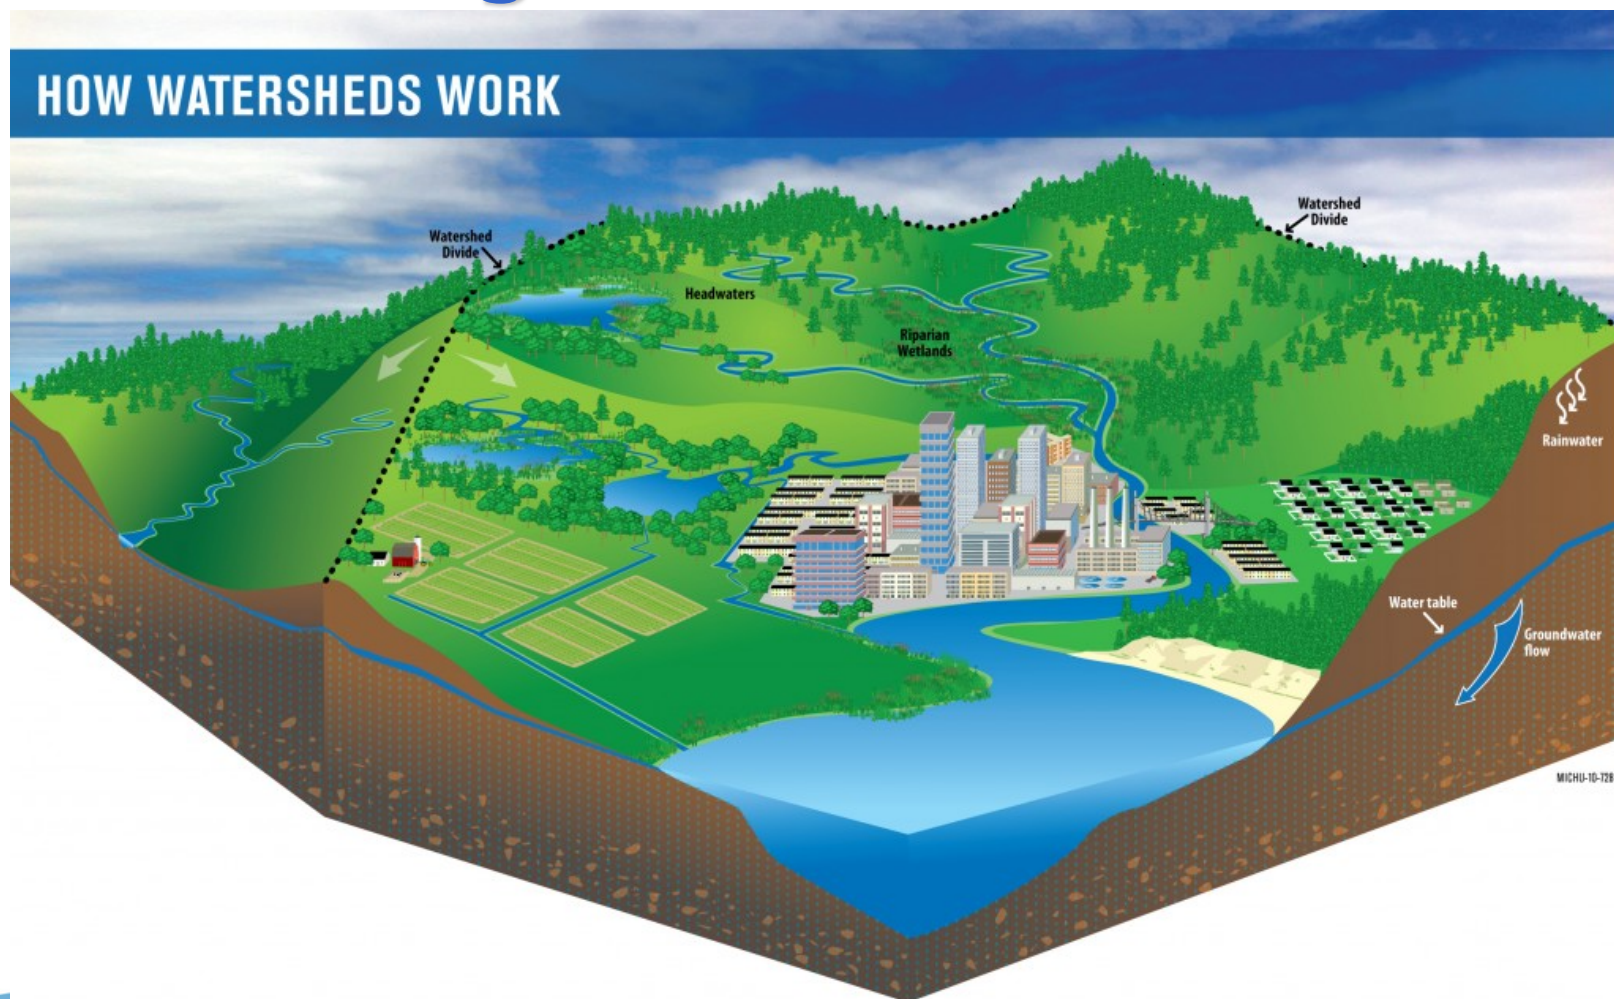 HOW WATERSHEDS WORK
Watershed
Divide
Watershed
Divide
Headwaters
Riparian
Wetlands
Rainwater
Water table
Groundwater
flow
MICHU-10-728